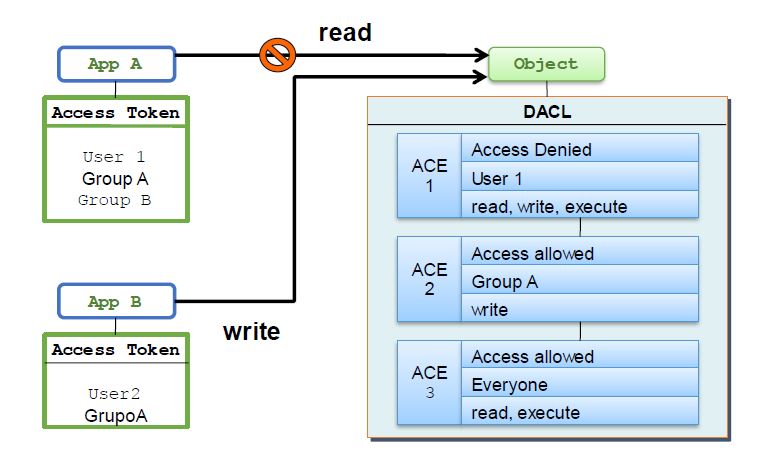 read
App A
Object
Access Token
User 1
Group A
Group B
DACL
ACE
1
Access Denied
User 1
read, write, execute
ACE
2
Access allowed
Group A
write
ACE
3
Access allowed
Everyone
read, execute
App B
write
Access Token
User2
GrupoA